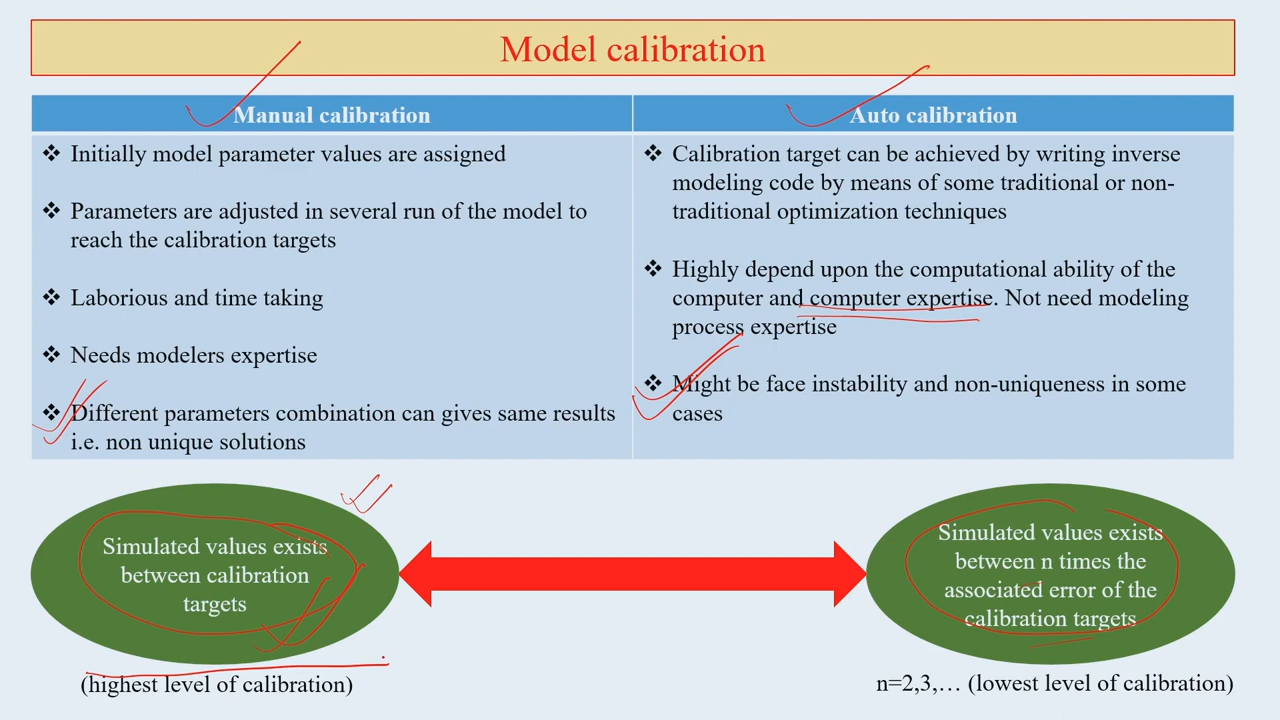 Model calibration
Manual calibration
Initially model parameter values are assigned
Parameters are adjusted in several run of the model to
reach the calibration targets
Laborious and time taking
Needs modelers expertise
Different parameters combination can gives same results
i.e. non unique solutions
Auto calibration
Calibration target can be achieved by writing inverse
modeling code by means of some traditional or non-
traditional optimization techniques
Highly depend upon the computational ability of the
computer and computer expertise. Not need modeling
process expertise
Might be face instability and non-uniqueness in some
cases
Simulated values exists
between calibration
targets
(highest level of calibration)
Simulated values exists
between n times the
associated error of the
calibration targets
n=2,3,… (lowest level of calibration)